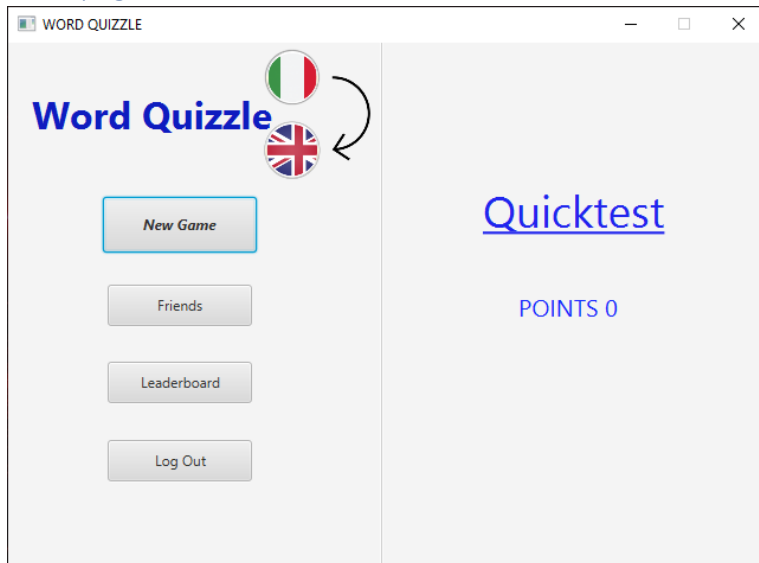 WORD QUIZZLE
Word Quizzle
New Game
Friends
Leaderboard
Log Out
Quicktest
POINTS 0